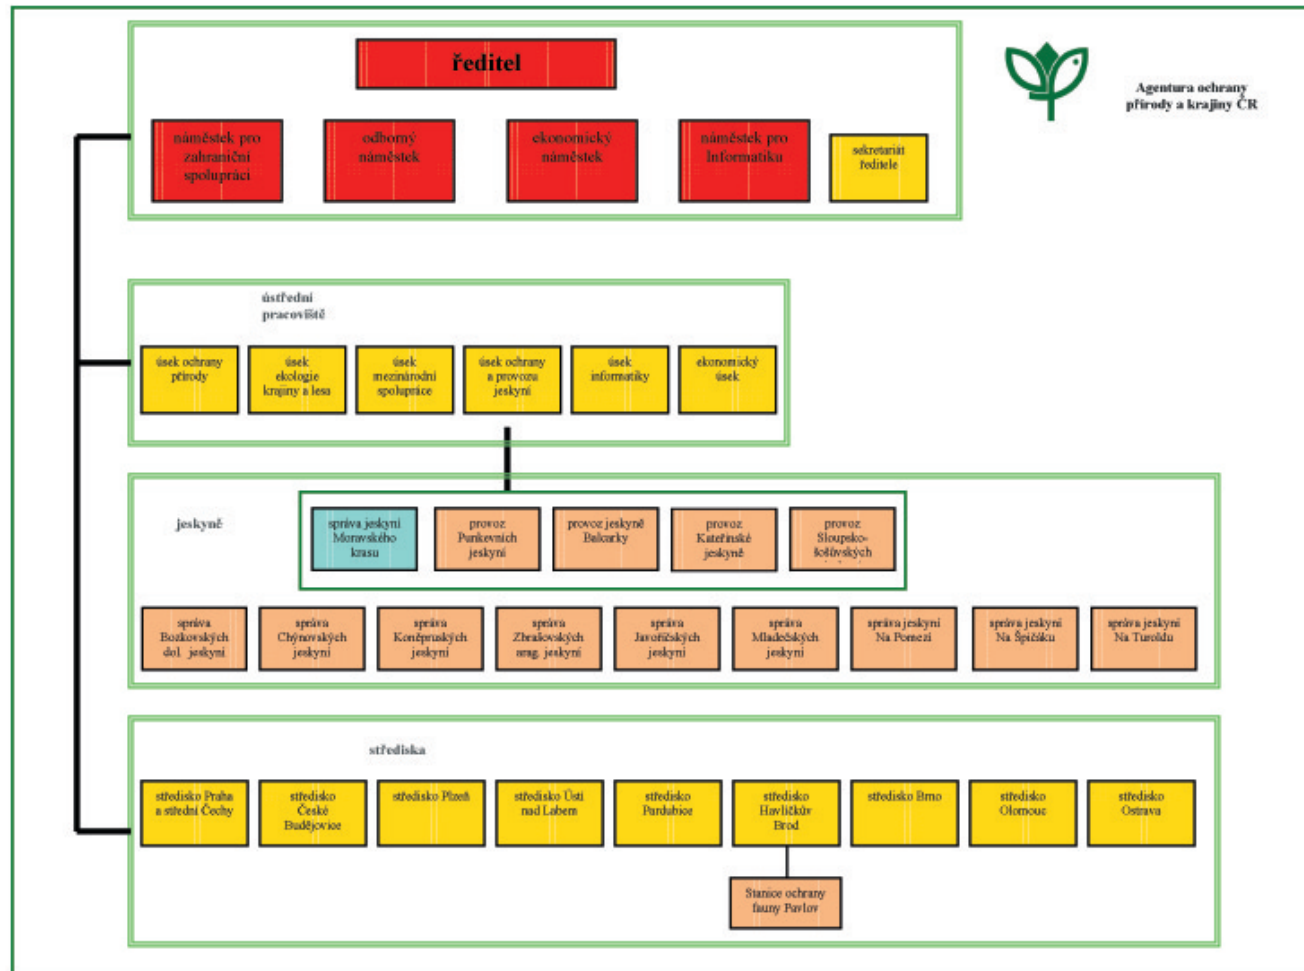 ředitel
Agentura ochrany
přírody a krajiny ČR
náměstek pro
zahraniční
spolupráci
odborný
náměstek
ekonomický
náměstek
náměstek pro
Informatiku
sekretariát
ředitele
ústřední
pracoviště
úsek ochrany
přírody
úsek
ekologie
krajiny a lesa
úsek
mezinárodní
spolupráce
úsek ochrany
a provozu
jeskyní
úsek
informatiky
ekonomický
úsek
jeskyně
správa jeskyní
Moravského
krasu
provoz
Punkevních
jeskyní
provoz jeskyně
Balcarky
provoz
Kateřinské
jeskyně
provoz
Sloupsko-
šošůvských
správa
Bozkovských
dol. jeskyní
správa
Chýnovských
jeskyní
správa
Koněpruských
jeskyní
správa
Zbrašovských
arag. jeskyní
správa
Javoříčských
jeskyní
správa
Mladečských
jeskyní
správa jeskyní
Na Pomezí
správa jeskyní
Na Špičáku
správa jeskyní
Na Turoldu
střediska
středisko Praha
a střední Čechy
středisko
České
Budějovice
středisko Plzeň
středisko Ústí
nad Labem
středisko
Pardubice
středisko
Havlíčkův
Brod
středisko Brno
středisko
Olomouc
středisko
Ostrava
Stanice ochrany
fauny Pavlov